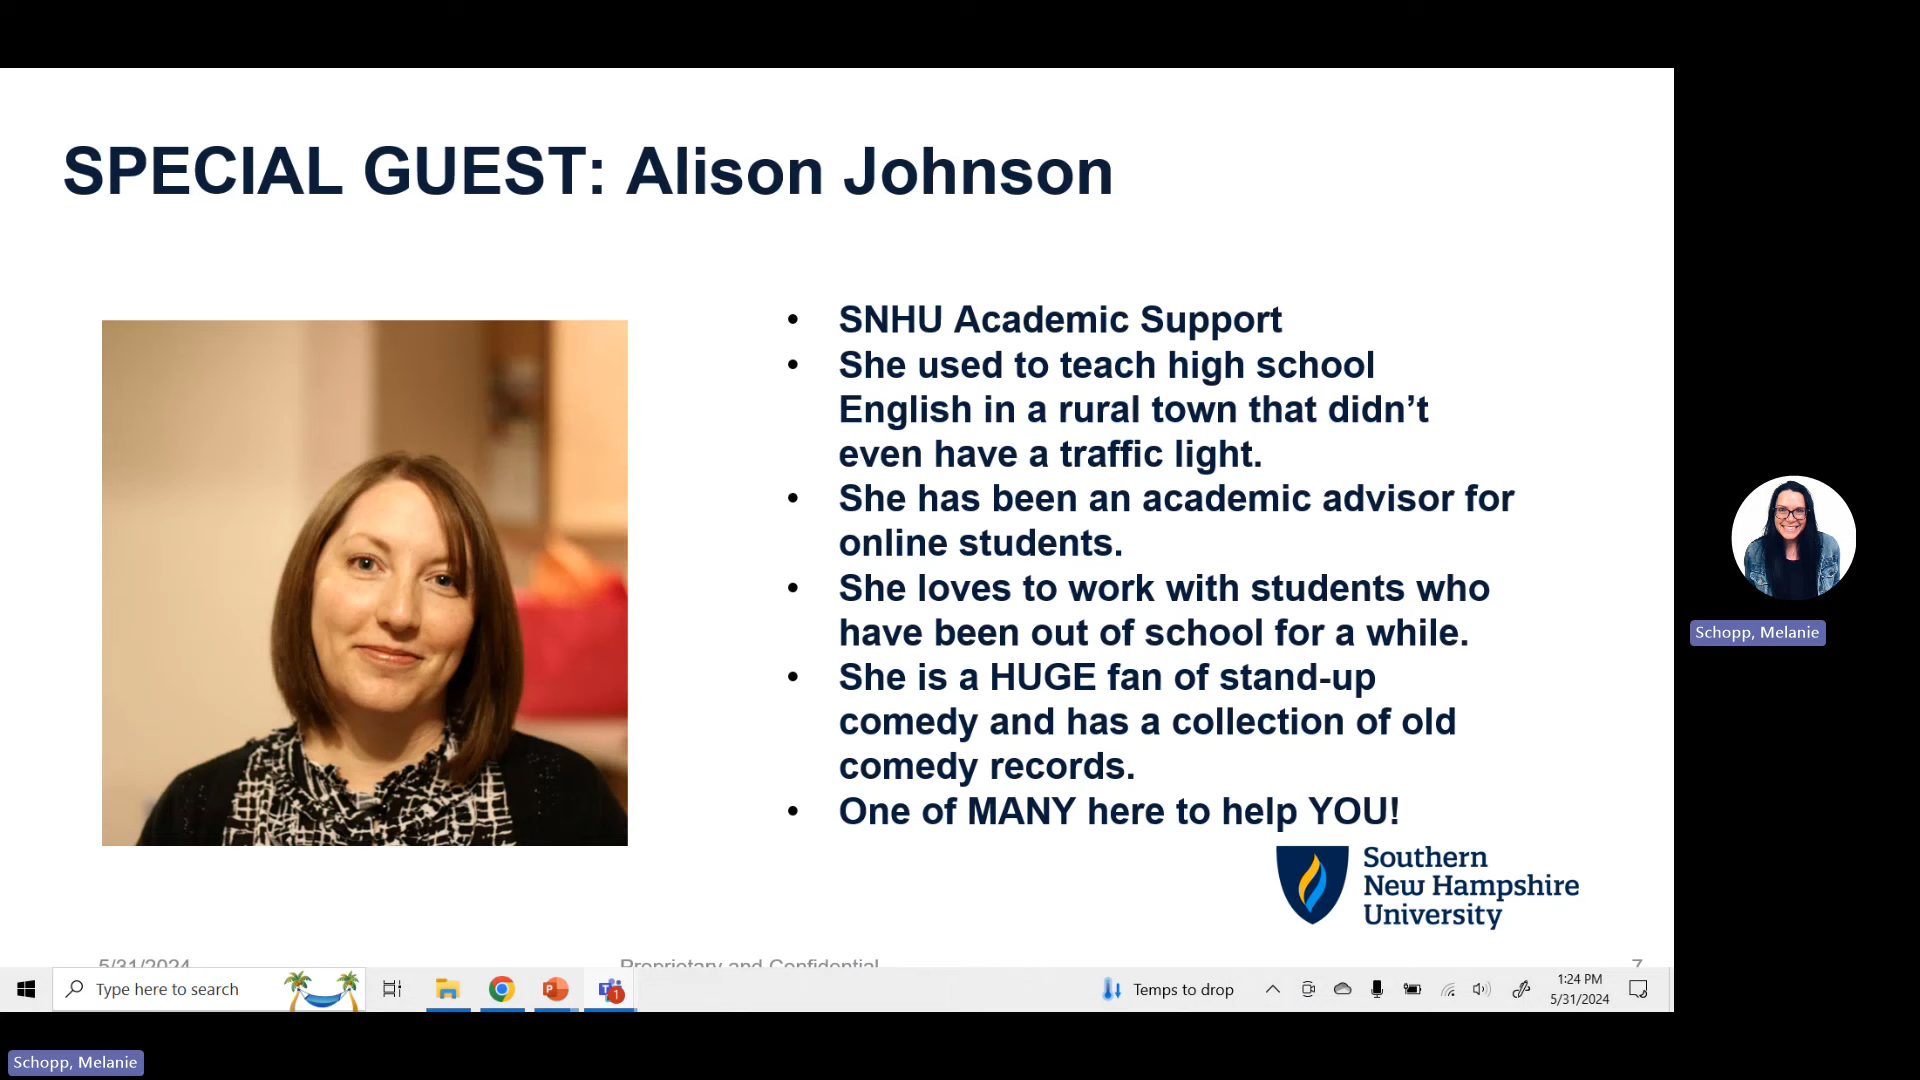 SPECIAL GUEST: Alison Johnson
• SNHU Academic Support
• She used to teach high school
English in a rural town that didn’t
even have a traffic light.
• She has been an academic advisor for
online students.
• She loves to work with students who
have been out of school for a while.
• She is a HUGE fan of stand-up
comedy and has a collection of old
comedy records.
• One of MANY here to help YOU!
Southern
New Hampshire
University
5/31/2024
Proprietary and Confidential
7
Schopp, Melanie
Type here to search
1
Temps to drop
1:24 PM
5/31/2024
Schopp, Melanie